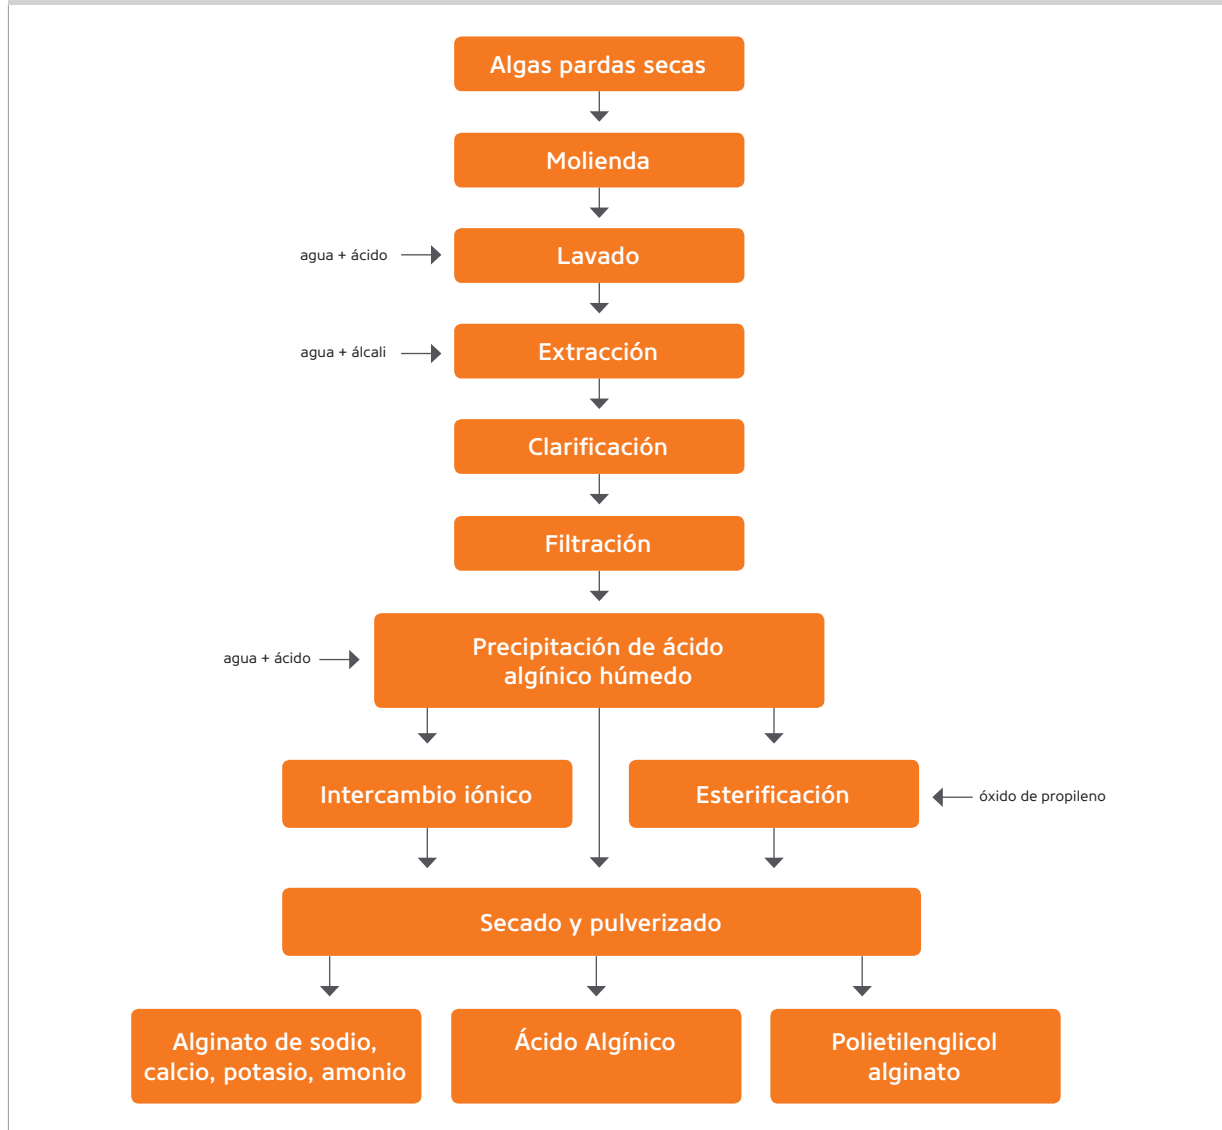 Algas pardas secas
Molienda
agua + ácido
Lavado
agua + álcali
Extracción
Clarificación
Filtración
Precipitación de ácido
algínico húmedo
agua + ácido
Intercambio iónico
Esterificación
óxido de propileno
Secado y pulverizado
Alginato de sodio,
calcio, potasio, amonio
Ácido Algínico
Polietilenglicol
alginato